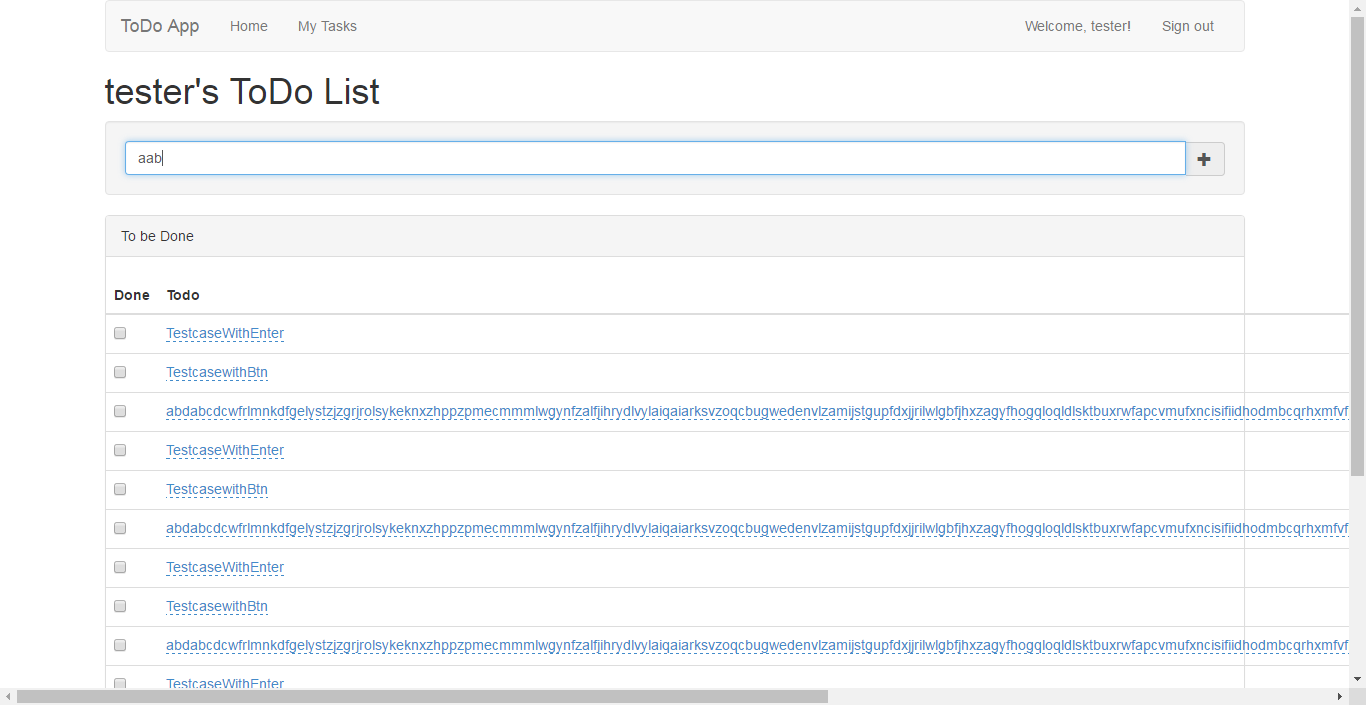 ToDo App Home My Tasks Welcome, tester! Sign out
tester's ToDo List
aab
To be Done
Done Todo
TestcaseWithEnter
TestcasewithBtn
abdabcdcwfrlmnkdfgelystzjzgrjrolsykeknxzhppzpmecmmmlwgynfzalfjihrydlvylaiqaiarksvzoqcbugwedenvlzamijstgupfdxjjrilwlgbfjhxzagyfhogqloqldlsktbuxrwfapcvmufxncisifiidhodmbcqrhxmfvf
TestcaseWithEnter
TestcasewithBtn
abdabcdcwfrlmnkdfgelystzjzgrjrolsykeknxzhppzpmecmmmlwgynfzalfjihrydlvylaiqaiarksvzoqcbugwedenvlzamijstgupfdxjjrilwlgbfjhxzagyfhogqloqldlsktbuxrwfapcvmufxncisifiidhodmbcqrhxmfvf
TestcaseWithEnter
TestcasewithBtn
abdabcdcwfrlmnkdfgelystzjzgrjrolsykeknxzhppzpmecmmmlwgynfzalfjihrydlvylaiqaiarksvzoqcbugwedenvlzamijstgupfdxjjrilwlgbfjhxzagyfhogqloqldlsktbuxrwfapcvmufxncisifiidhodmbcqrhxmfvf
TestcaseWithEnter